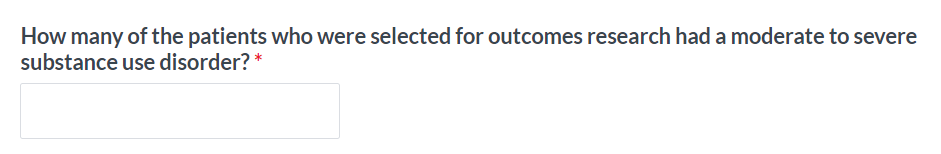 How many of the patients who were selected for outcomes research had a moderate to severe
substance use disorder? *